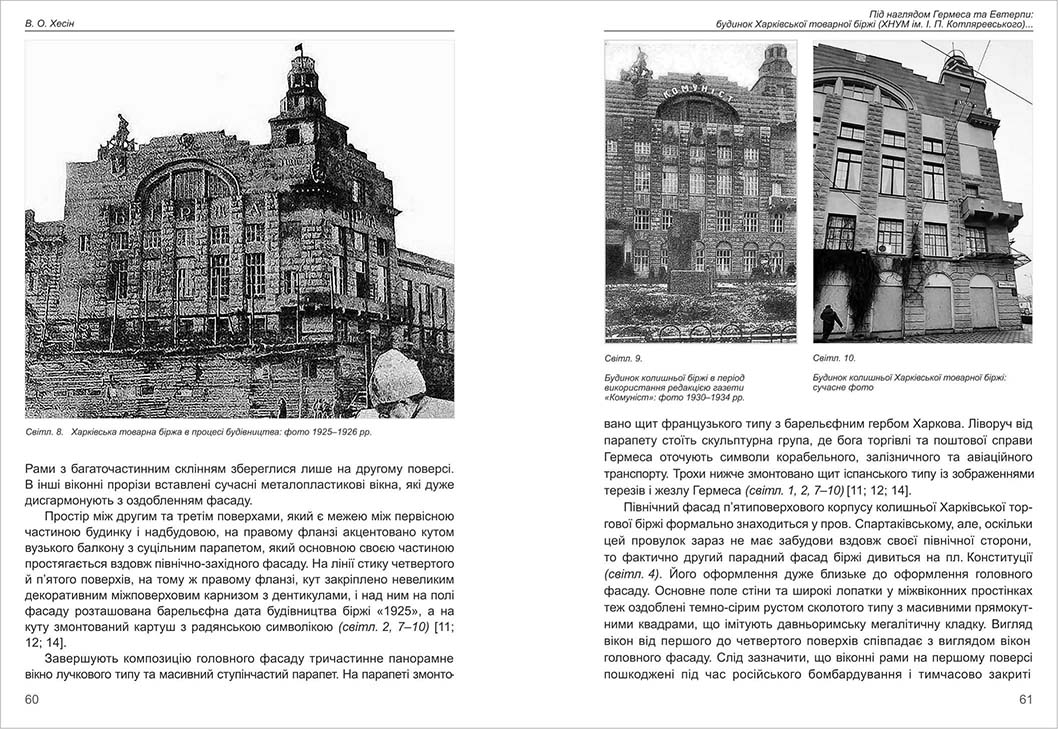 В. О. Хесін
Світл. 8. Харківська товарна біржа в процесі будівництва: фото 1925–1926 рр.
Рами з багаточастинним склінням збереглися лише на другому поверсі.
В інші віконні прорізи вставлені сучасні металопластикові вікна, які дуже
дисгармонують з оздобленням фасаду.
Простір між другим та третім поверхами, який є межею між первісною
частиною будинку і надбудовою, на правому фланзі акцентовано кутом
вузького балкону з суцільним парапетом, який основною своєю частиною
простягається вздовж північно-західного фасаду. На лінії стику четвертого
й п’ятого поверхів, на тому ж правому фланзі, кут закріплено невеликим
декоративним міжповерховим карнизом з дентикулами, і над ним на полі
фасаду розташована барельєфна дата будівництва біржі «1925», а на
куту змонтований картуш з радянською символікою (світл. 2, 7–10) [11;
12; 14].
Завершують композицію головного фасаду тричастинне панорамне
вікно лучкового типу та масивний ступінчастий парапет. На парапеті змонто-
60
Під наглядом Гермеса та Евтерпи:
будинок Харківської товарної біржі (ХНУМ ім. І. П. Котляревського)...
КОМУНІСТ
Світл. 9.
Будинок колишньої біржі в період
використання редакцією газети
«Комуніст»: фото 1930–1934 рр.
Світл. 10.
Будинок колишньої Харківської товарної біржі:
сучасне фото
вано щит французького типу з барельєфним гербом Харкова. Ліворуч від
парапету стоїть скульптурна група, де бога торгівлі та поштової справи
Гермеса оточують символи корабельного, залізничного та авіаційного
транспорту. Трохи нижче змонтовано щит іспанського типу із зображеннями
терезів і жезлу Гермеса (світл. 1, 2, 7–10) [11; 12; 14].
Північний фасад п’ятиповерхового корпусу колишньої Харківської тор-
гової біржі формально знаходиться у пров. Спартаківському, але, оскільки
цей провулок зараз не має забудови вздовж своєї північної сторони,
то фактично другий парадний фасад біржі дивиться на пл. Конституції
(світл. 4). Його оформлення дуже близьке до оформлення головного
фасаду. Основне поле стіни та широкі лопатки у міжвіконних простінках
теж оздоблені темно-сірим рустом сколотого типу з масивними прямокут-
ними квадрами, що імітують давньоримську мегалітичну кладку. Вигляд
вікон від першого до четвертого поверхів співпадає з виглядом вікон
головного фасаду. Слід зазначити, що віконні рами на першому поверсі
пошкоджені під час російського бомбардування і тимчасово закриті
61